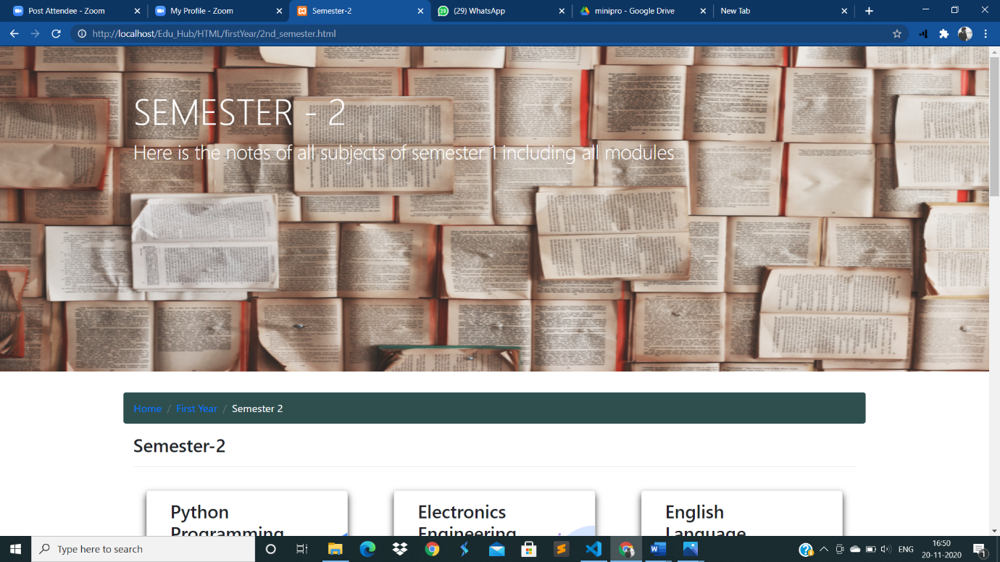 Post Attendee - Zoom
My Profile - Zoom
Semester-2
(29) WhatsApp
minipro - Google Drive
New Tab
http://localhost/Edu_Hub/HTML/firstYear/2nd_semester.html
SEMESTER - 2
Here is the notes of all subjects of semester 1 including all modules
Home / First Year / Semester 2
Semester-2
Python
Programming
Electronics
Engineering
English
Language
Type here to search
ENG
16:50
20-11-2020
1